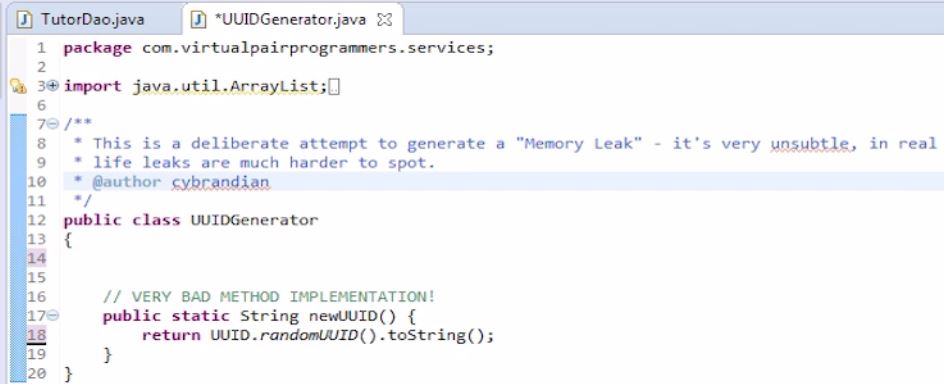 TutorDao.java *UUIDGenerator.java
1 package com.virtualpairprogrammers.services;
2
3 import java.util.ArrayList;
6
7 /**
8 * This is a deliberate attempt to generate a "Memory Leak" - it's very unsubtle, in real
9 * life leaks are much harder to spot.
10 * @author cybrandian
11 */
12 public class UUIDGenerator
13 {
14
15
16 // VERY BAD METHOD IMPLEMENTATION!
17 public static String newUUID() {
18 return UUID.randomUUID().toString();
19 }
20 }